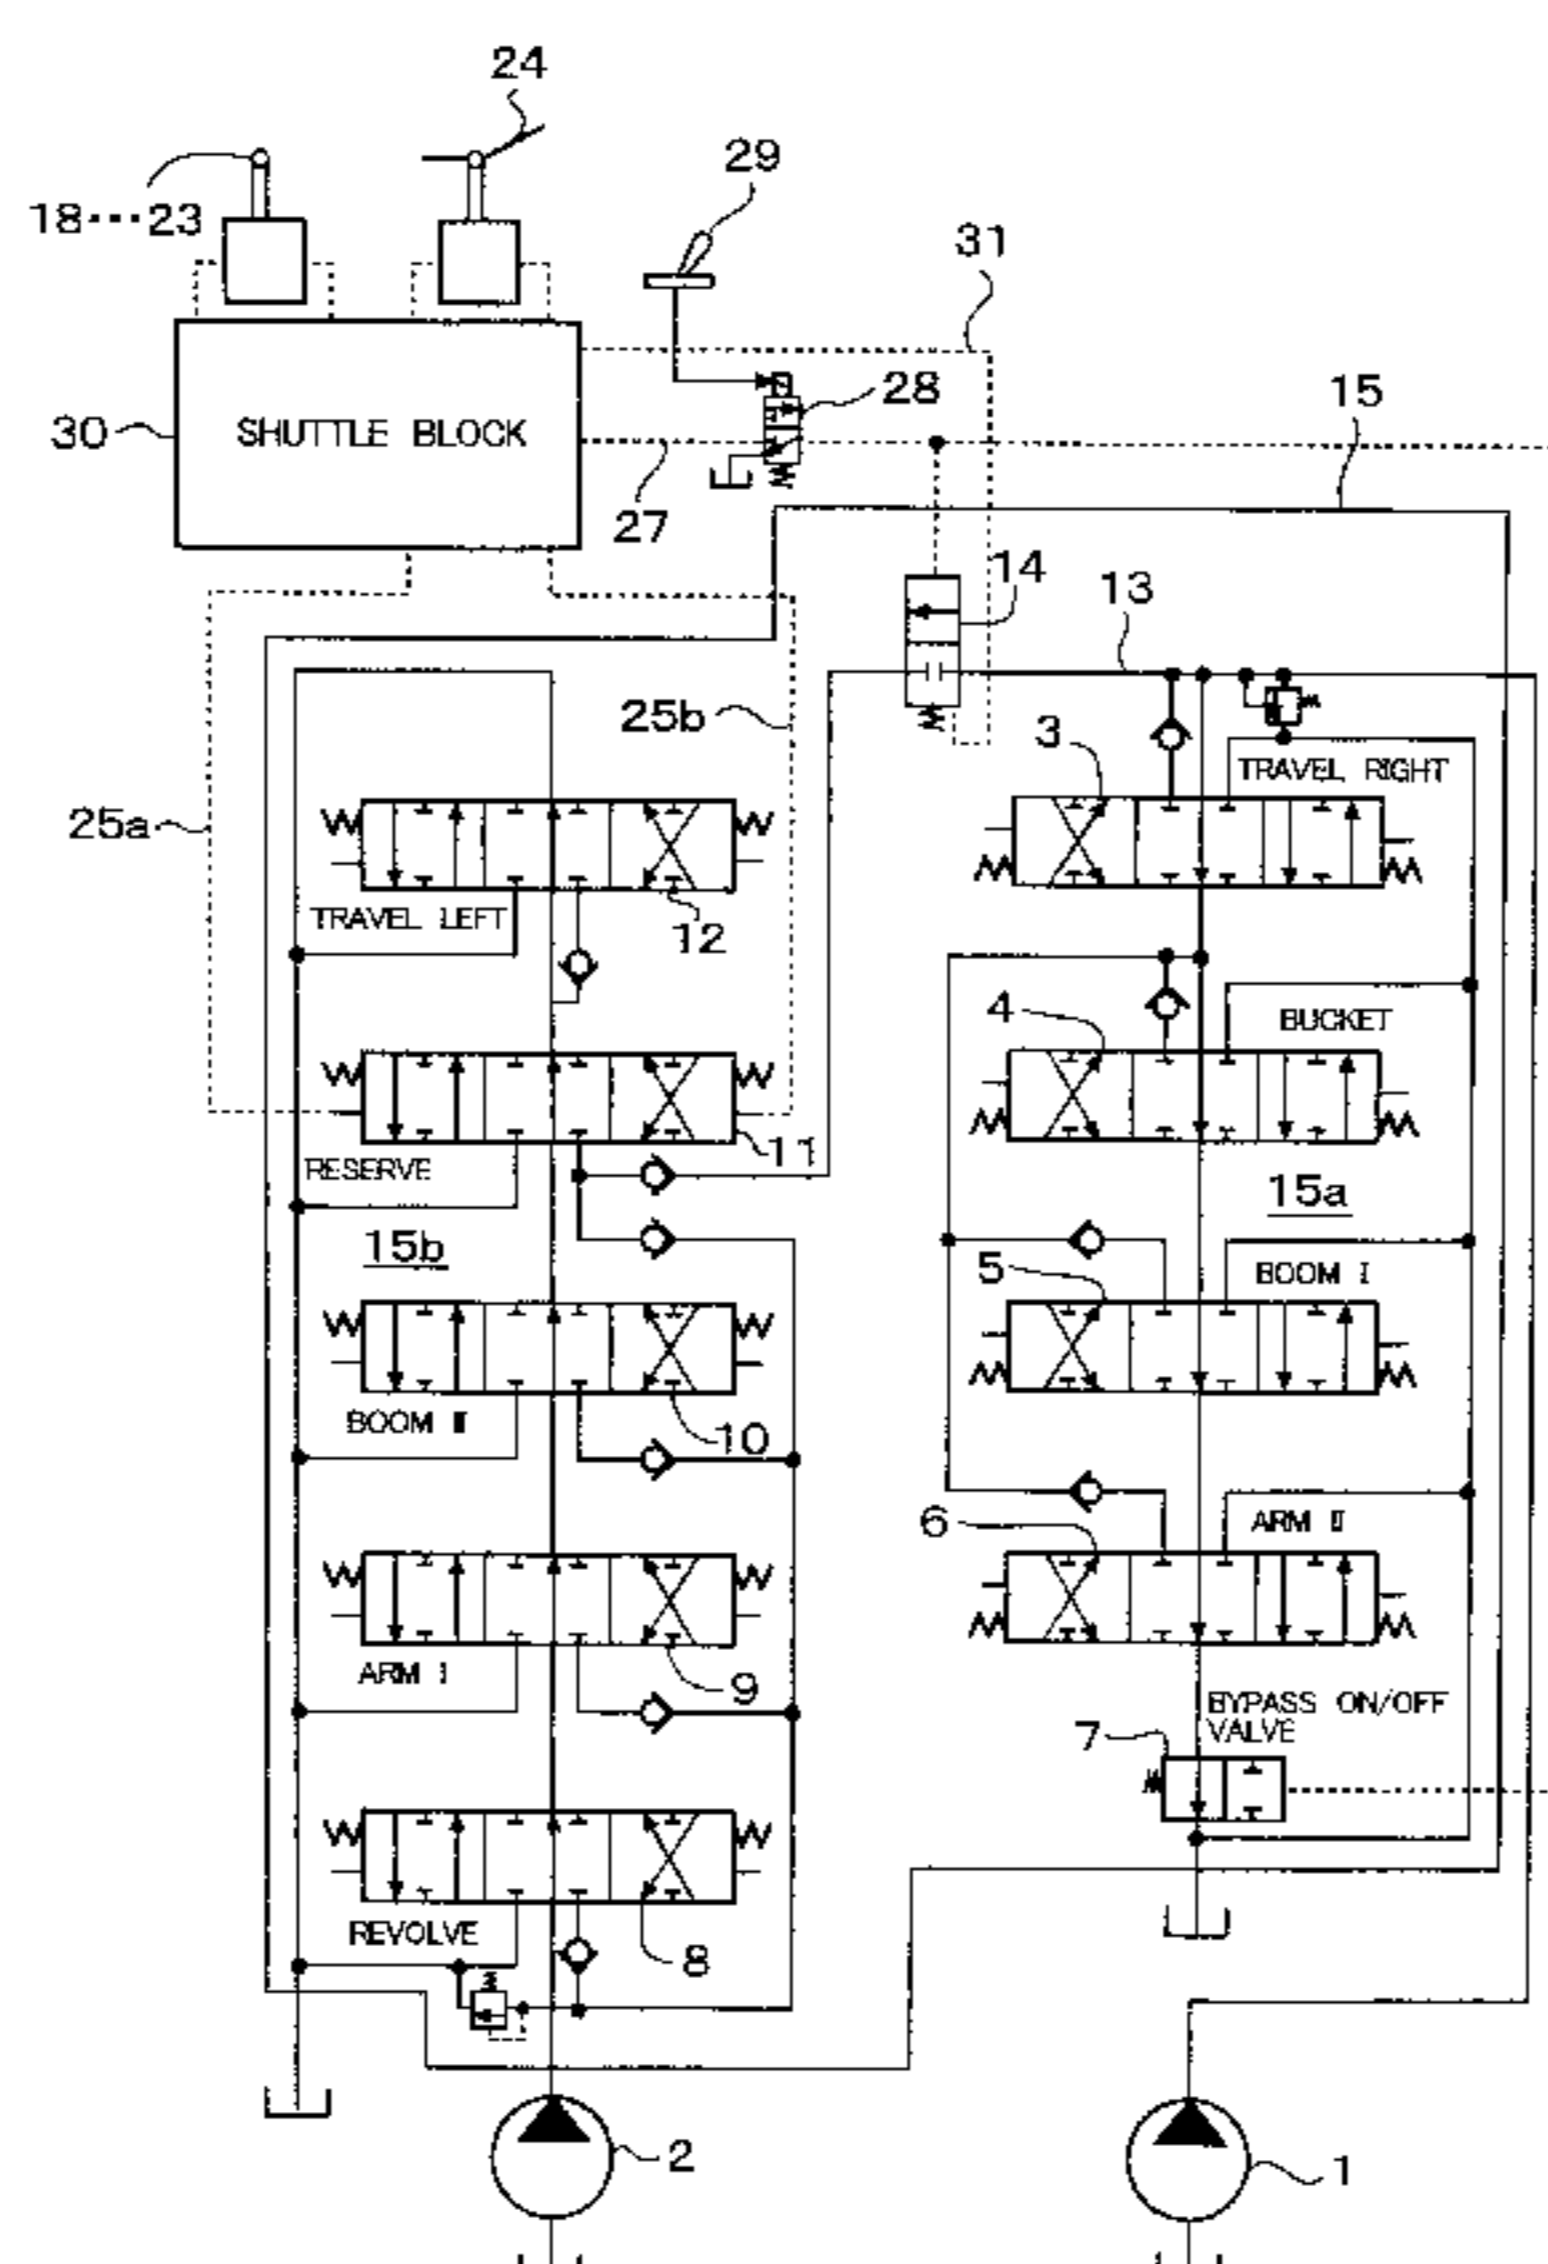 24
29
18···23
31
28
15
30
SHUTTLE BLOCK
27
14
13
25b
3
TRAVEL RIGHT
25a
TRAVEL LEFT
12
4
BUCKET
11
RESERVE
15a
15b
5
BOOM I
BOOM II
10
6
ARM II
ARM I
9
BYPASS ON/OFF
VALVE
7
REVOLVE
8
2
1